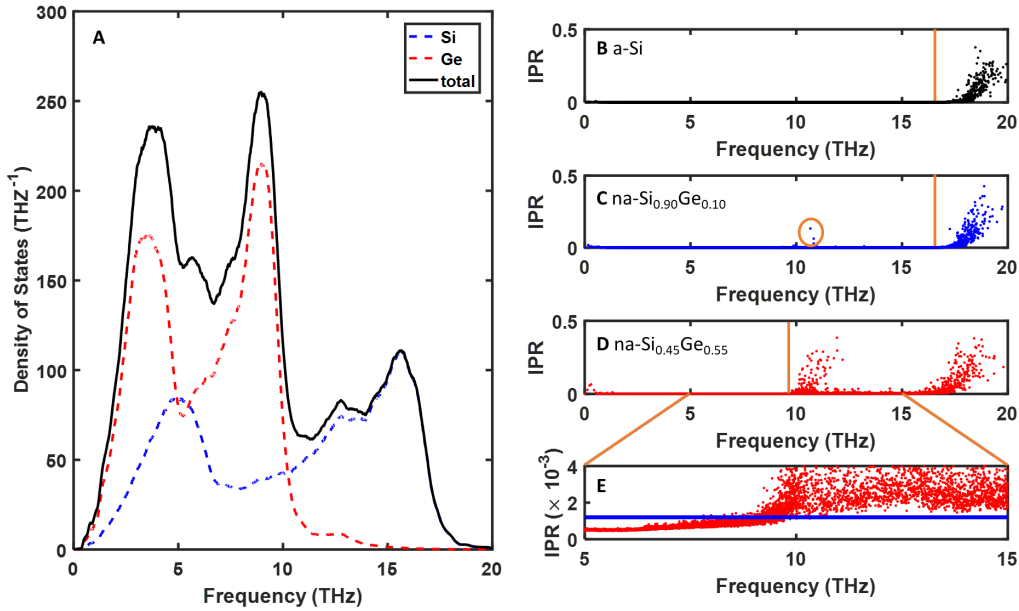 A
Si
Ge
total
300
250
200
150
100
50
0
Density of States (THZ⁻¹)
0 5 10 15 20
Frequency (THz)
B a-Si
0.5
0
IPR
0 5 10 15 20
Frequency (THz)
C na-Si₀.₉₀Ge₀.₁₀
0.5
0
IPR
0 5 10 15 20
Frequency (THz)
D na-Si₀.₄₅Ge₀.₅₅
0.5
0
IPR
0 5 10 15 20
Frequency (THz)
E
4
2
0
IPR (× 10⁻³)
5 10 15
Frequency (THz)